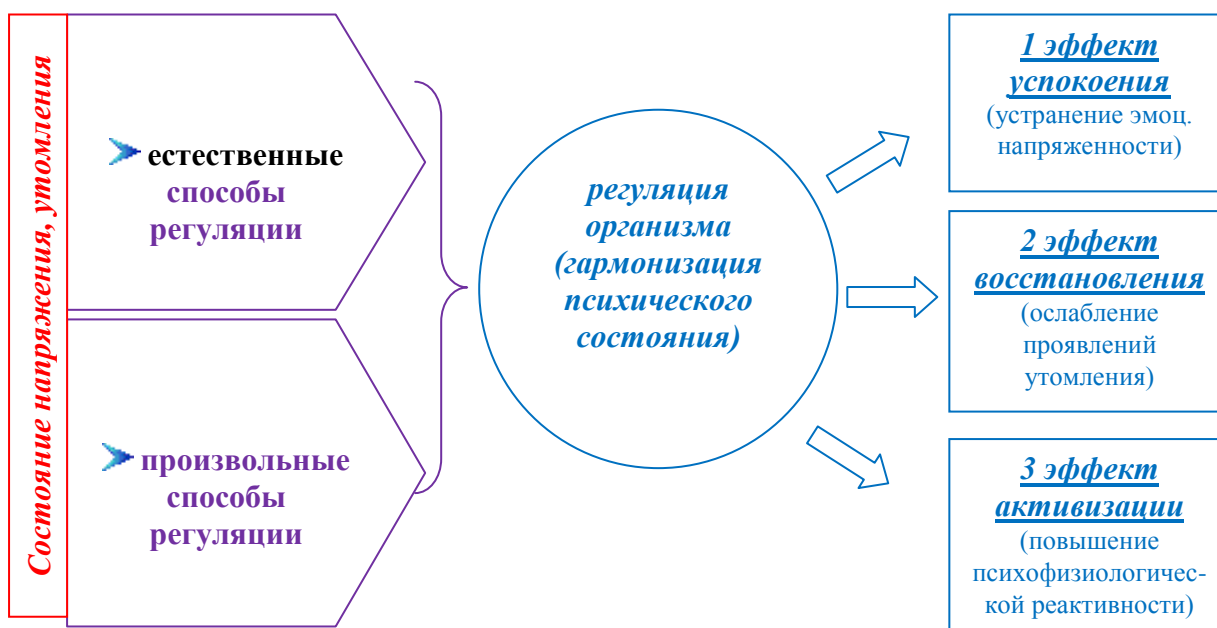 Состояние напряжения, утомления
естественные
способы
регуляции
произвольные
способы
регуляции
регуляция
организма
(гармонизация
психического
состояния)
1 эффект
успокоения
(устранение эмоц.
напряженности)
2 эффект
восстановления
(ослабление
проявлений
утомления)
3 эффект
активизации
(повышение
психофизиологичес-
кой реактивности)